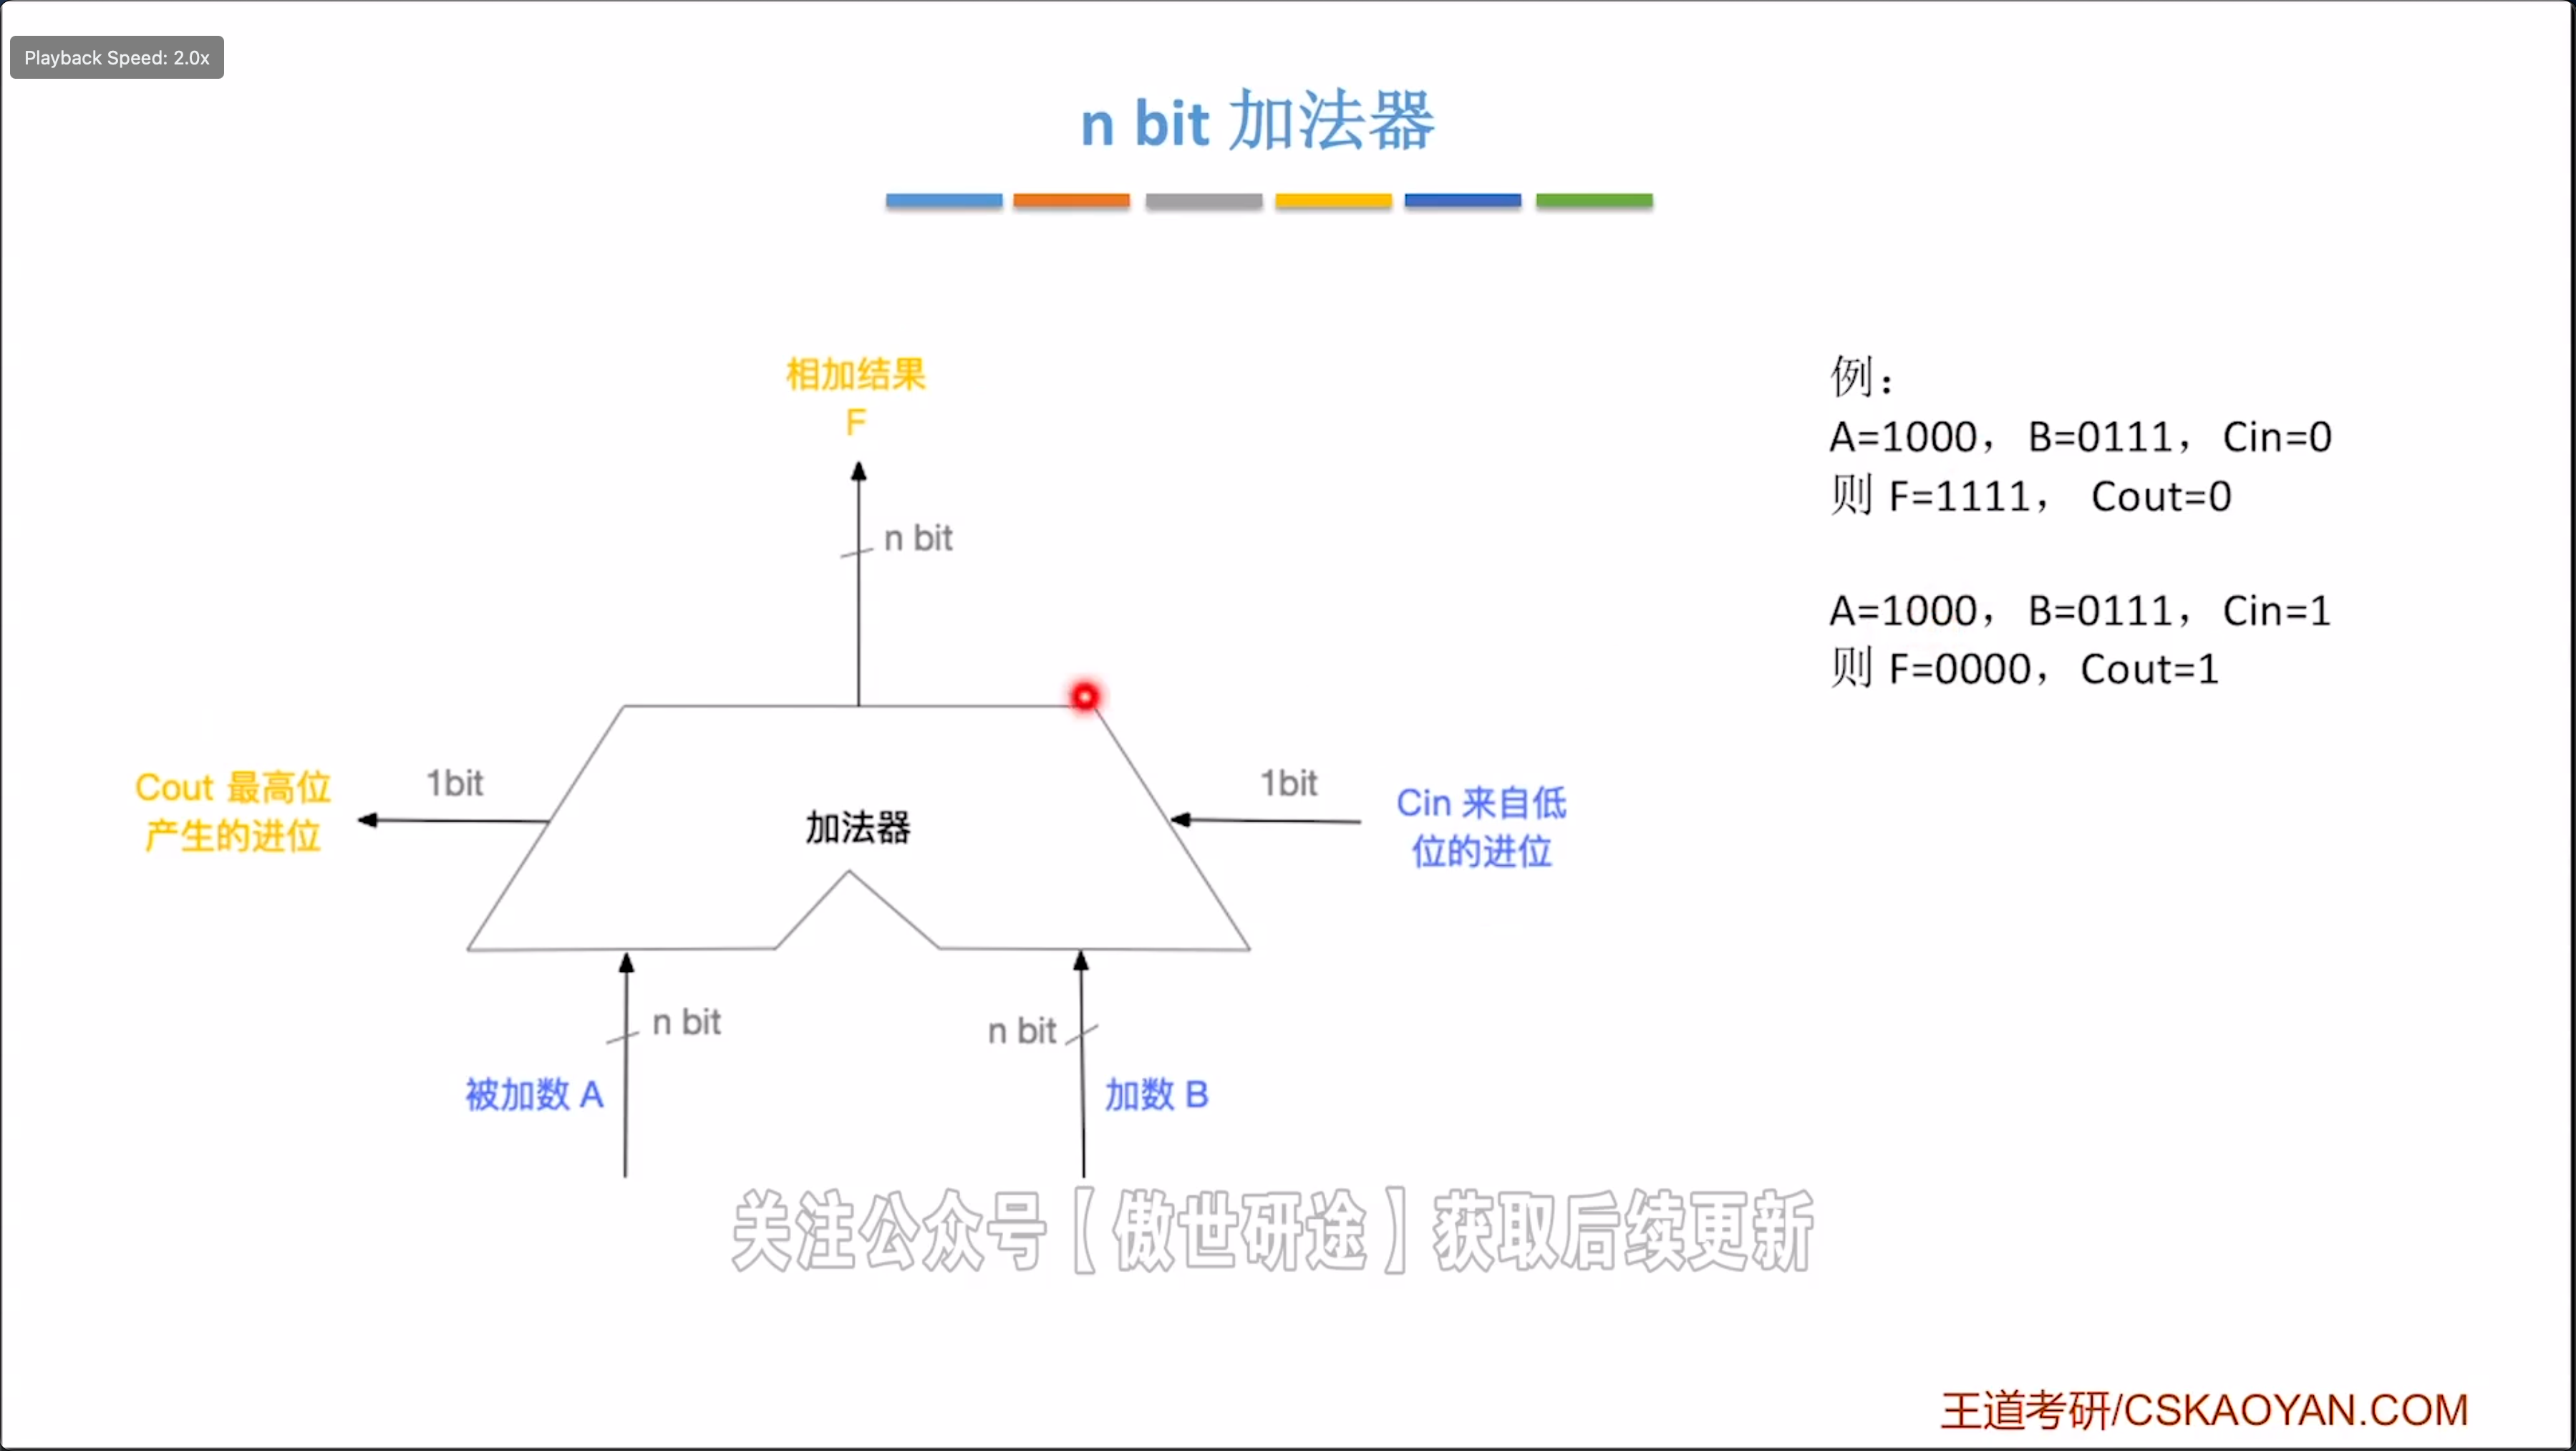 Playback Speed: 2.0x
n bit 加法器
相加结果
F
n bit
例：
A=1000， B=0111， Cin=0
则 F=1111， Cout=0
A=1000， B=0111， Cin=1
则 F=0000，Cout=1
Cout 最高位
产生的进位
1bit
加法器
1bit
Cin 来自低
位的进位
n bit
n bit
被加数 A
加数 B
关注公众号【傲世研途】获取后续更新
王道考研/CSKAOYAN.COM